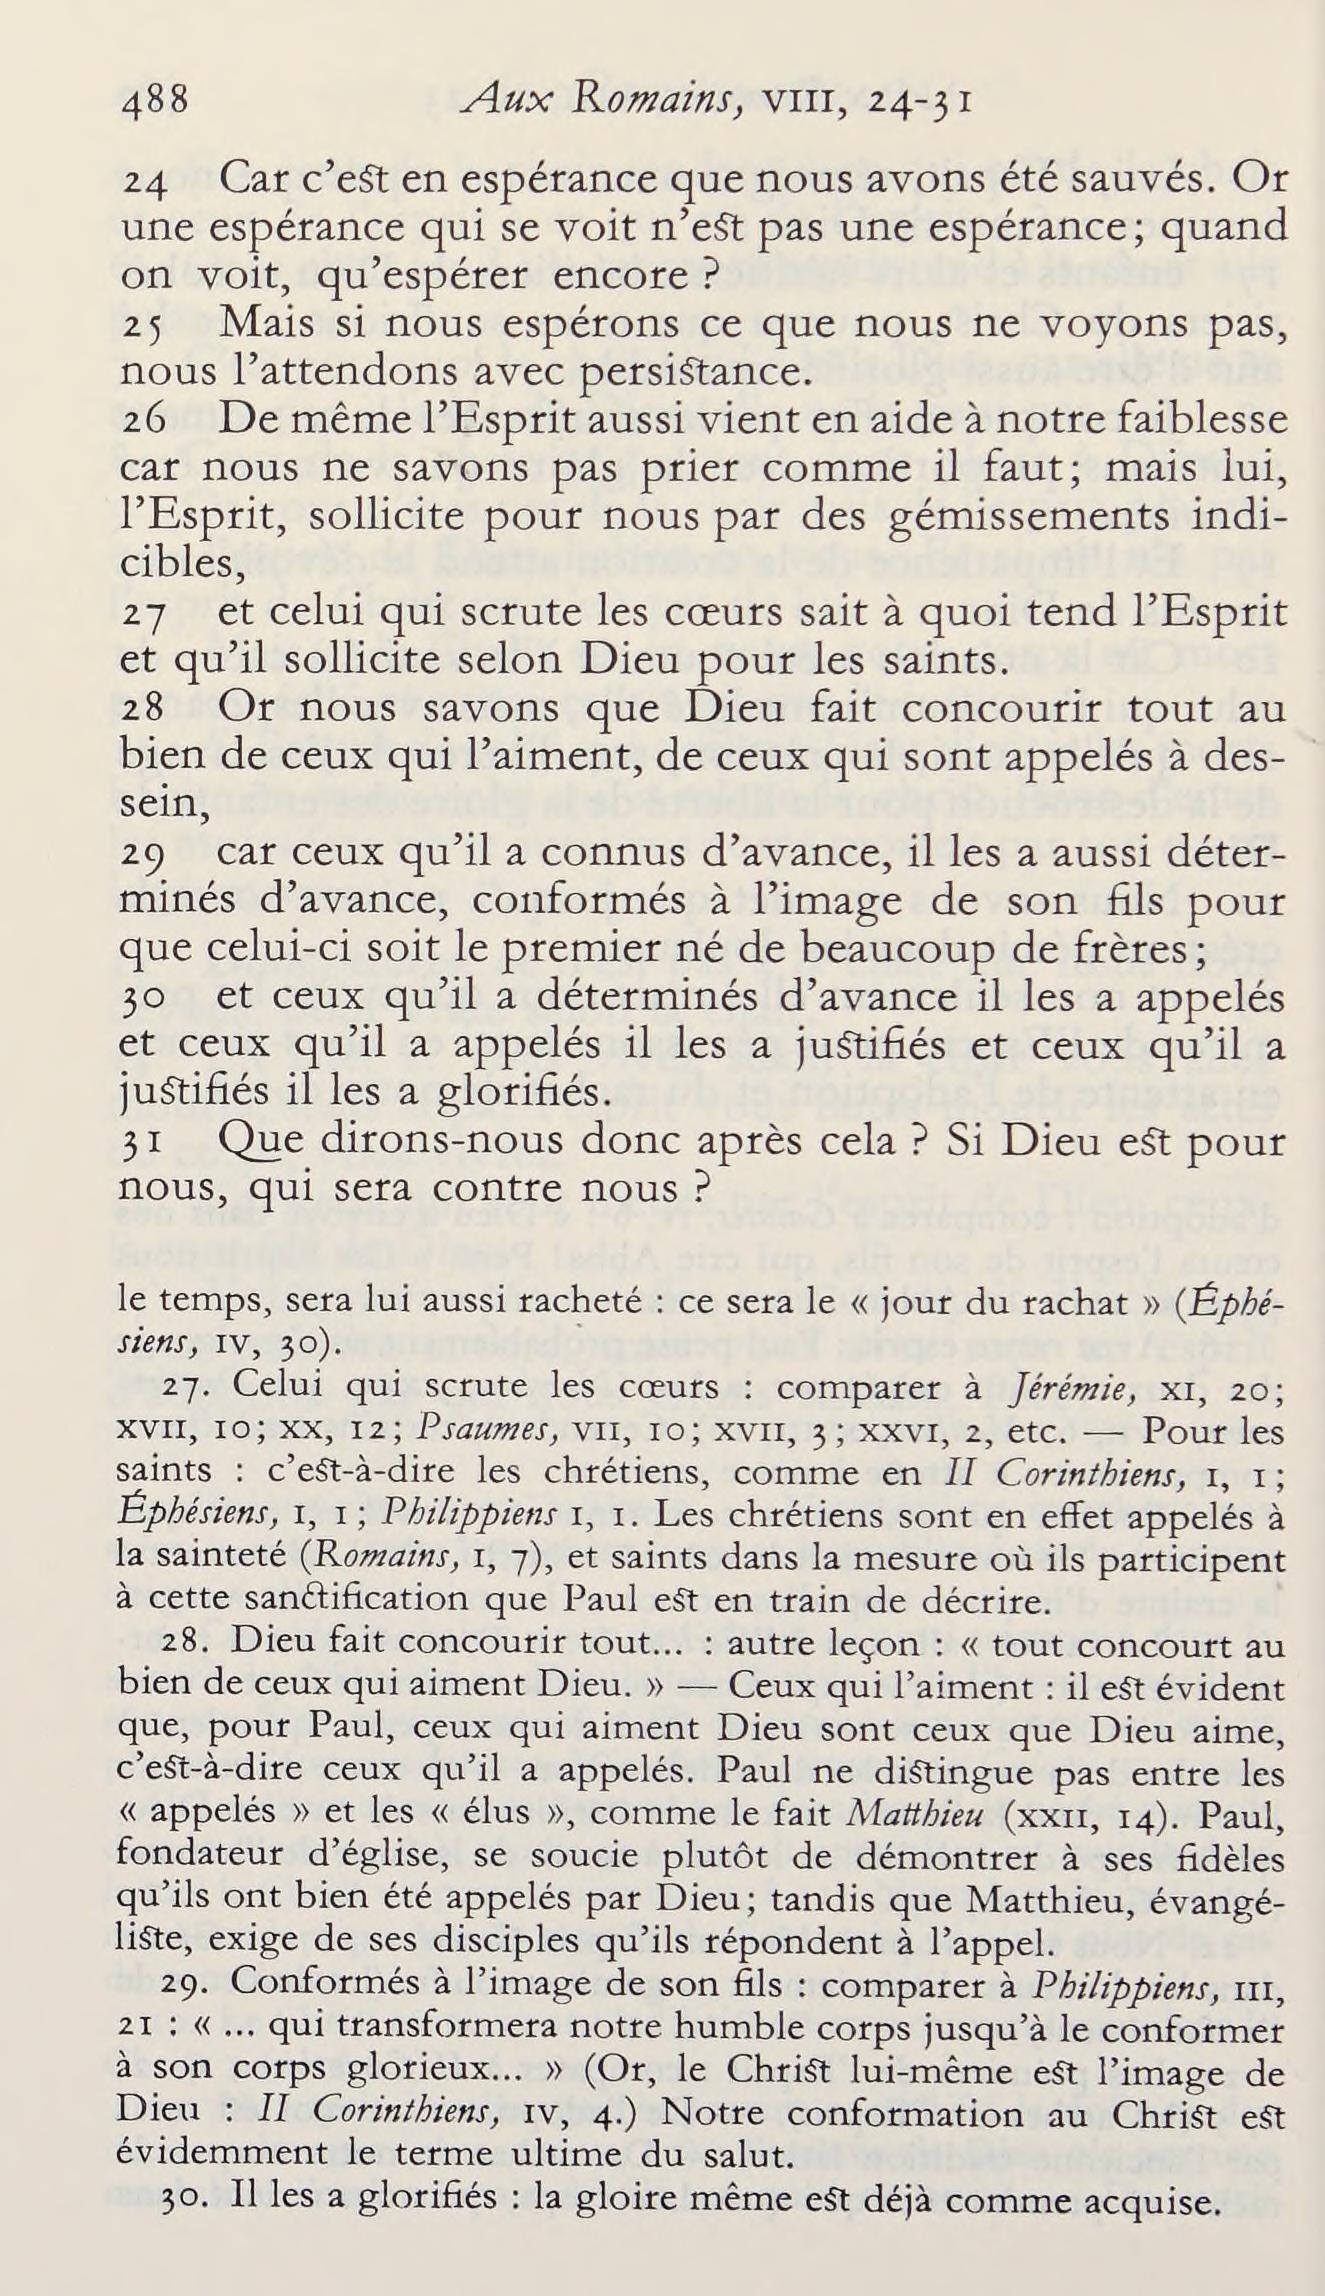 488 Aux Romains, VIII, 24-31
24 Car c’est en espérance que nous avons été sauvés. Or
une espérance qui se voit n’est pas une espérance; quand
on voit, qu’espérer encore ?
25 Mais si nous espérons ce que nous ne voyons pas,
nous l’attendons avec persistance.
26 De même l’Esprit aussi vient en aide à notre faiblesse
car nous ne savons pas prier comme il faut; mais lui,
l’Esprit, sollicite pour nous par des gémissements indi-
cibles,
27 et celui qui scrute les cœurs sait à quoi tend l’Esprit
et qu’il sollicite selon Dieu pour les saints.
28 Or nous savons que Dieu fait concourir tout au
bien de ceux qui l’aiment, de ceux qui sont appelés à des-
sein,
29 car ceux qu’il a connus d’avance, il les a aussi déter-
minés d’avance, conformés à l’image de son fils pour
que celui-ci soit le premier né de beaucoup de frères;
30 et ceux qu’il a déterminés d’avance il les a appelés
et ceux qu’il a appelés il les a justifiés et ceux qu’il a
justifiés il les a glorifiés.
31 Que dirons-nous donc après cela ? Si Dieu est pour
nous, qui sera contre nous ?
le temps, sera lui aussi racheté : ce sera le « jour du rachat » (Éphé-
siens, IV, 30).
27. Celui qui scrute les cœurs : comparer à Jérémie, XI, 20;
XVII, 10; XX, 12; Psaumes, VII, 10; XVII, 3; XXVI, 2, etc. — Pour les
saints : c’est-à-dire les chrétiens, comme en II Corinthiens, I, 1;
Éphésiens, I, 1; Philippiens I, 1. Les chrétiens sont en effet appelés à
la sainteté (Romains, I, 7), et saints dans la mesure où ils participent
à cette sanctification que Paul est en train de décrire.
28. Dieu fait concourir tout... : autre leçon : « tout concourt au
bien de ceux qui aiment Dieu. » — Ceux qui l’aiment : il est évident
que, pour Paul, ceux qui aiment Dieu sont ceux que Dieu aime,
c’est-à-dire ceux qu’il a appelés. Paul ne distingue pas entre les
« appelés » et les « élus », comme le fait Matthieu (XXII, 14). Paul,
fondateur d’église, se soucie plutôt de démontrer à ses fidèles
qu’ils ont bien été appelés par Dieu; tandis que Matthieu, évangé-
liste, exige de ses disciples qu’ils répondent à l’appel.
29. Conformés à l’image de son fils : comparer à Philippiens, III,
21 : « ... qui transformera notre humble corps jusqu’à le conformer
à son corps glorieux... » (Or, le Christ lui-même est l’image de
Dieu : II Corinthiens, IV, 4.) Notre conformation au Christ est
évidemment le terme ultime du salut.
30. Il les a glorifiés : la gloire même est déjà comme acquise.